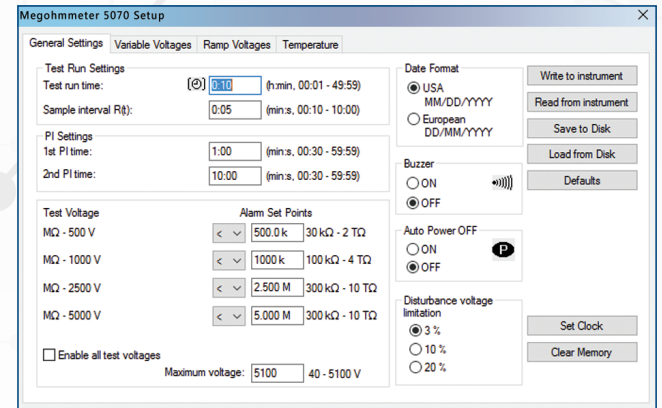 Megohmmeter 5070 Setup
General Settings Variable Voltages Ramp Voltages Temperature
Test Run Settings
Test run time: 0:10 (h:min, 00:01 - 49:59)
Sample interval R(t): 0:05 (min:s, 00:10 - 10:00)
PI Settings
1st PI time: 1:00 (min:s, 00:30 - 59:59)
2nd PI time: 10:00 (min:s, 00:30 - 59:59)
Test Voltage Alarm Set Points
MΩ - 500 V < 500.0 k 30 kΩ - 2 TΩ
MΩ - 1000 V < 1000 k 100 kΩ - 4 TΩ
MΩ - 2500 V < 2.500 M 300 kΩ - 10 TΩ
MΩ - 5000 V < 5.000 M 300 kΩ - 10 TΩ
Enable all test voltages
Maximum voltage: 5100 40 - 5100 V
Date Format
USA
MM/DD/YYYY
European
DD/MM/YYYY
Buzzer
ON
OFF
Auto Power OFF
ON P
OFF
Disturbance voltage
limitation
3 %
10 %
20 %
Write to instrument
Read from instrument
Save to Disk
Load from Disk
Defaults
Set Clock
Clear Memory